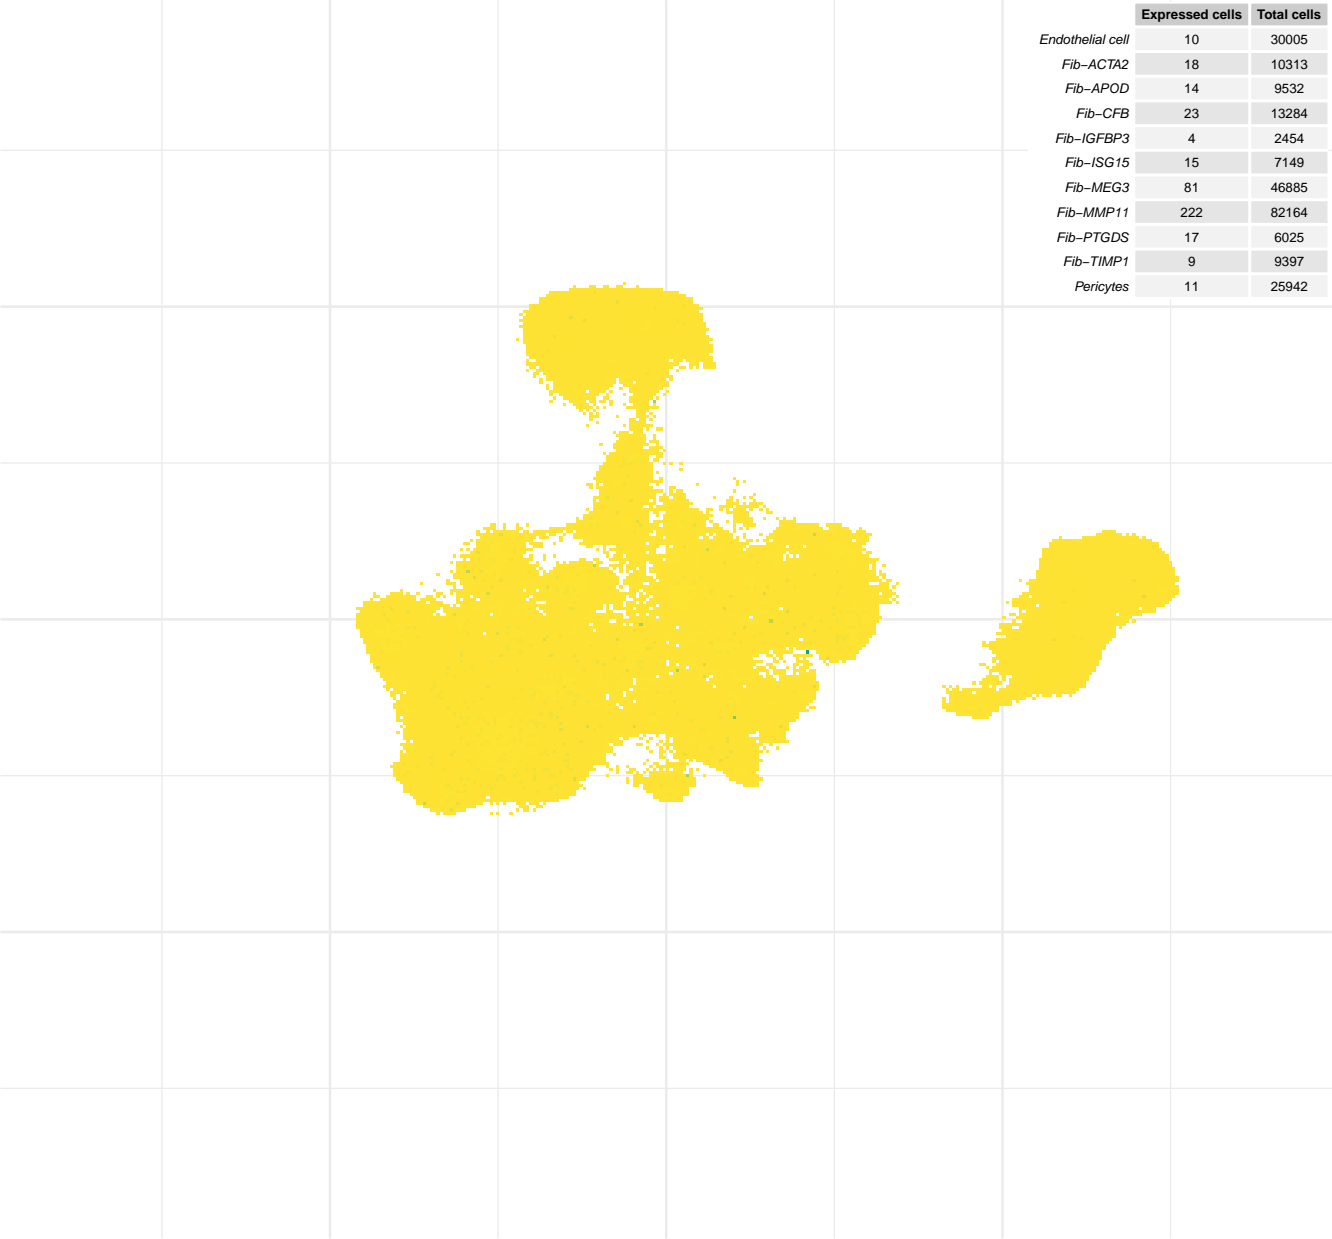 Expressed cells Total cells
Endothelial cell 10 30005
Fib−ACTA2 18 10313
Fib−APOD 14 9532
Fib−CFB 23 13284
Fib−IGFBP3 4 2454
Fib−ISG15 15 7149
Fib−MEG3 81 46885
Fib−MMP11 222 82164
Fib−PTGDS 17 6025
Fib−TIMP1 9 9397
Pericytes 11 25942